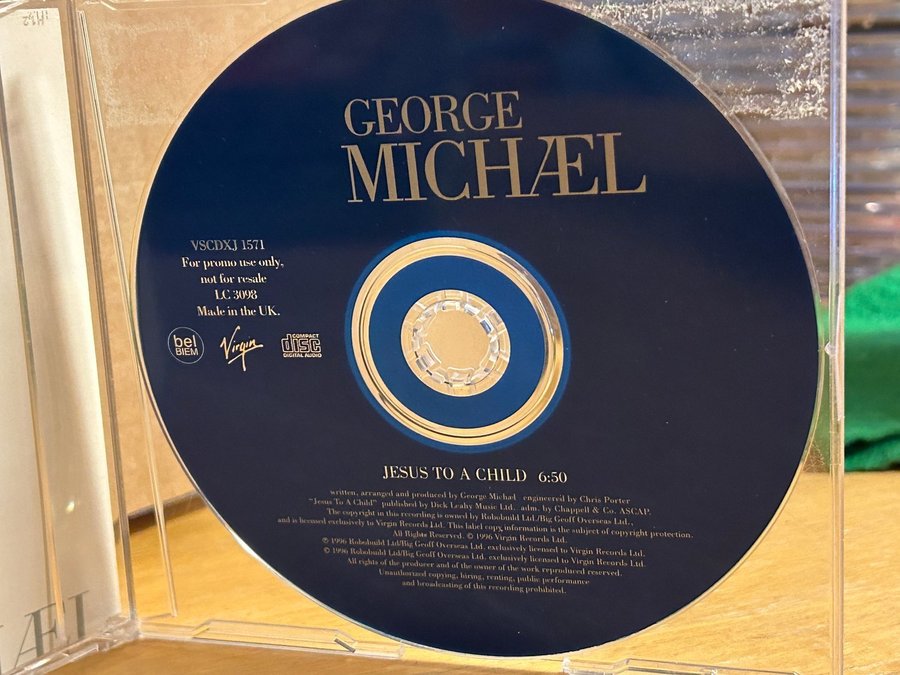 GEORGE
MICHÆL
VSCDXJ 1571
For promo use only,
not for resale
LC 3098
Made in the UK.
bel
BIEM
Virgin
COMPACT
disc
DIGITAL AUDIO
JESUS TO A CHILD 6:50
written, arranged and produced by George Michæl engineered by Chris Porter
"Jesus To A Child" published by Dick Leahy Music Ltd. adm. by Chappell & Co. ASCAP.
The copyright in this recording is owned by Robobuild Ltd./Big Geoff Overseas Ltd.,
and is licensed exclusively to Virgin Records Ltd. This label copy information is the subject of copyright protection.
All Rights Reserved. © 1996 Virgin Records Ltd.
℗ 1996 Robobuild Ltd/Big Geoff Overseas Ltd. exclusively licensed to Virgin Records Ltd.
© 1996 Robobuild Ltd/Big Geoff Overseas Ltd. exclusively licensed to Virgin Records Ltd.
All rights of the producer and of the owner of the work reproduced reserved.
Unauthorized copying, hiring, renting, public performance
and broadcasting of this recording prohibited.
ÆL